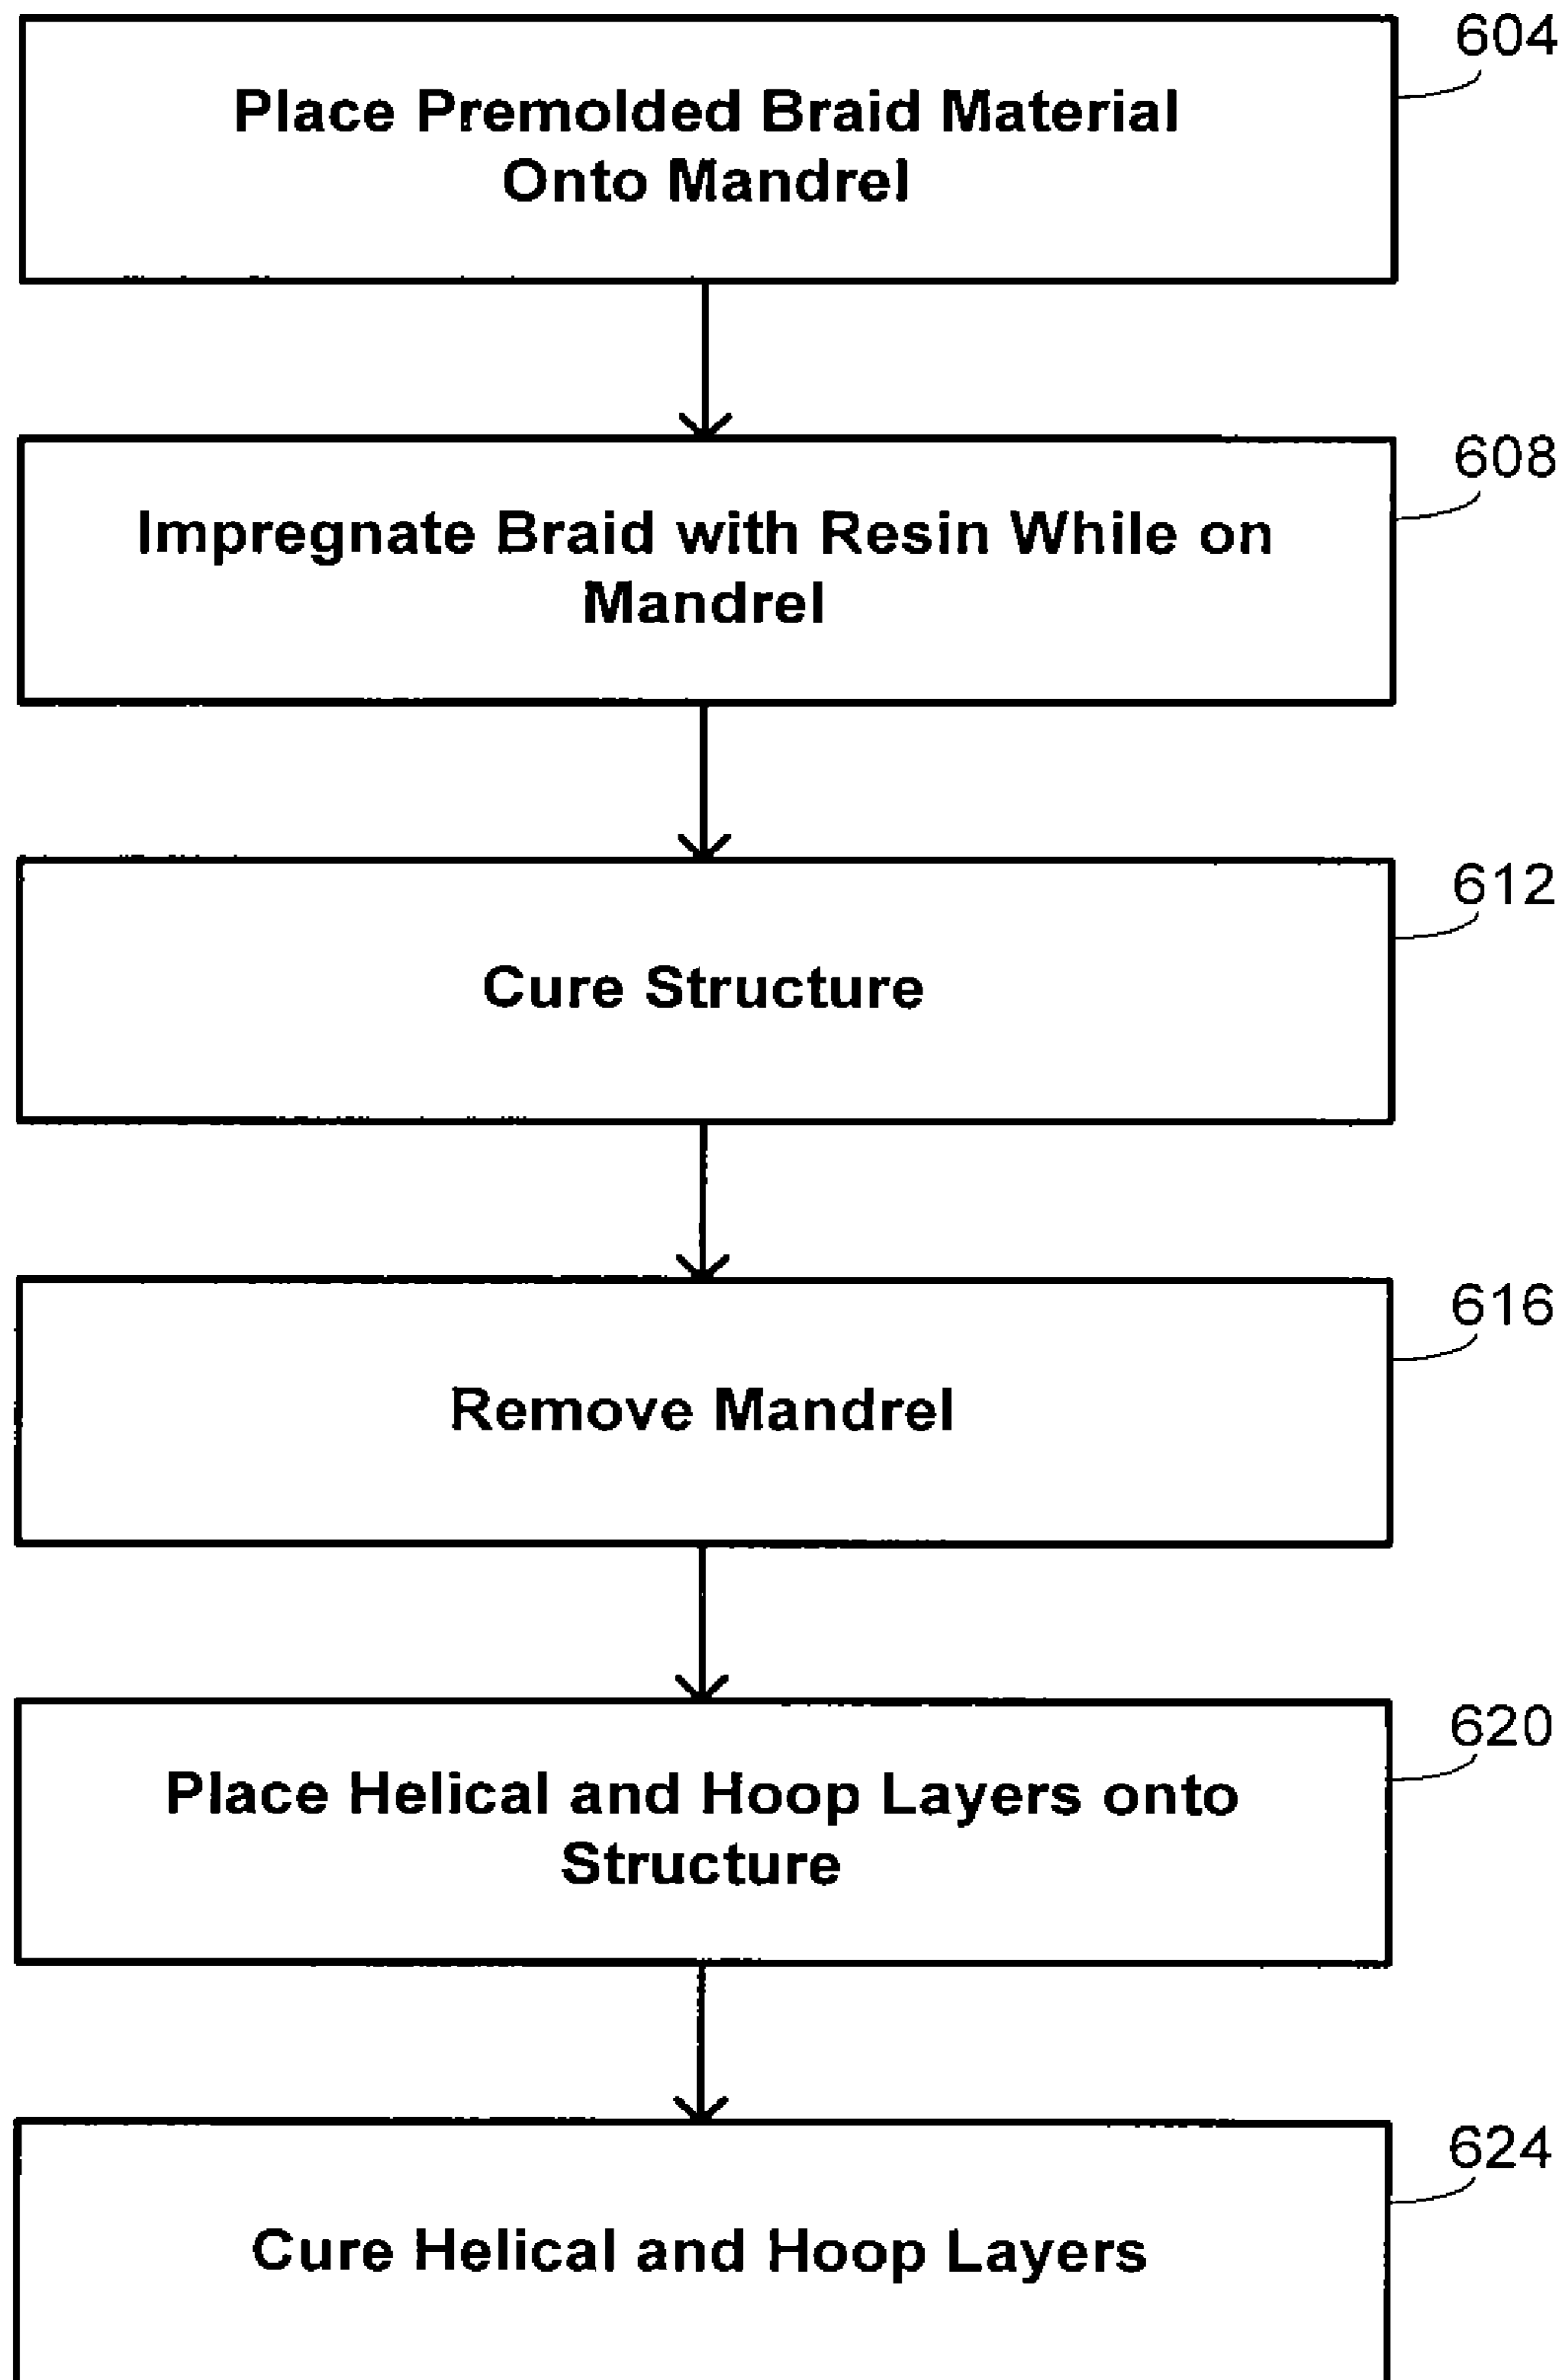 604
Place Premolded Braid Material
Onto Mandrel
608
Impregnate Braid with Resin While on
Mandrel
612
Cure Structure
616
Remove Mandrel
620
Place Helical and Hoop Layers onto
Structure
624
Cure Helical and Hoop Layers